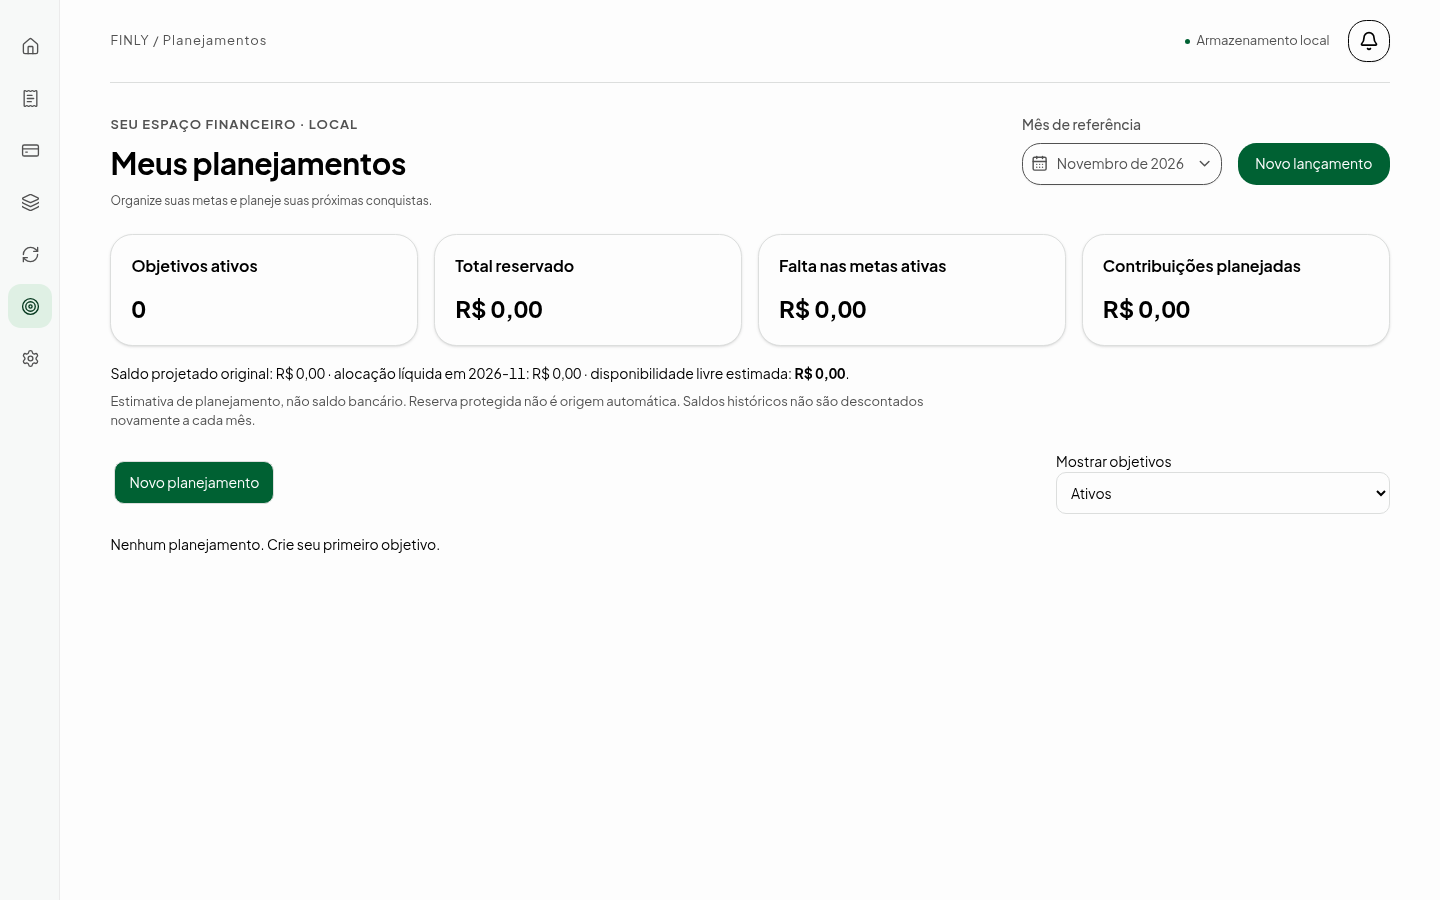 FINLY / Planejamentos
Armazenamento local
SEU ESPAÇO FINANCEIRO · LOCAL
Meus planejamentos
Organize suas metas e planeje suas próximas conquistas.
Mês de referência
Novembro de 2026
Novo lançamento
Objetivos ativos
0
Total reservado
R$ 0,00
Falta nas metas ativas
R$ 0,00
Contribuições planejadas
R$ 0,00
Saldo projetado original: R$ 0,00 · alocação líquida em 2026-11: R$ 0,00 · disponibilidade livre estimada: R$ 0,00.
Estimativa de planejamento, não saldo bancário. Reserva protegida não é origem automática. Saldos históricos não são descontados
novamente a cada mês.
Novo planejamento
Mostrar objetivos
Ativos
Nenhum planejamento. Crie seu primeiro objetivo.